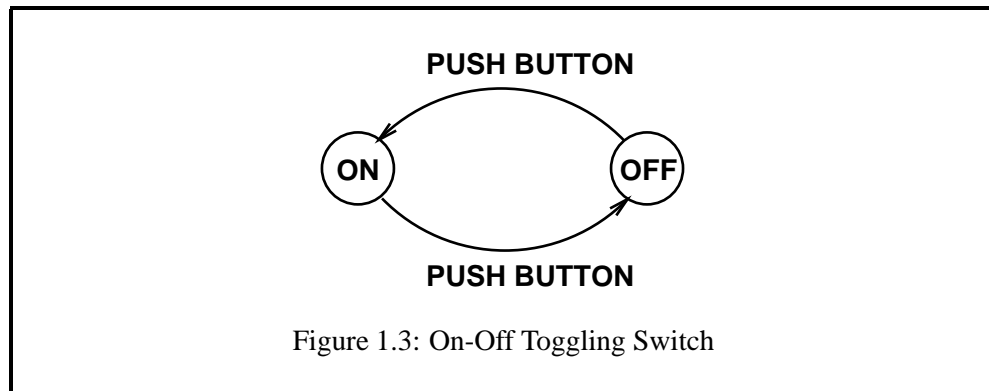 PUSH BUTTON
ON
OFF
PUSH BUTTON
Figure 1.3: On-Off Toggling Switch